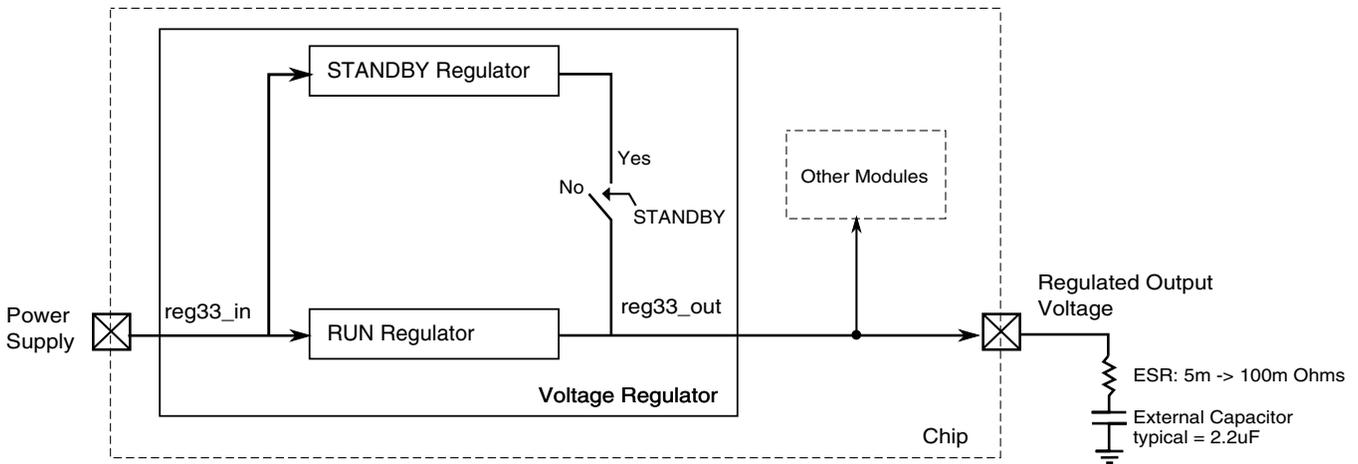 STANDBY Regulator
Yes
No
STANDBY
Other Modules
Power
Supply
reg33_in
RUN Regulator
reg33_out
Regulated Output
Voltage
Voltage Regulator
Chip
ESR: 5m -> 100m Ohms
External Capacitor
typical = 2.2uF